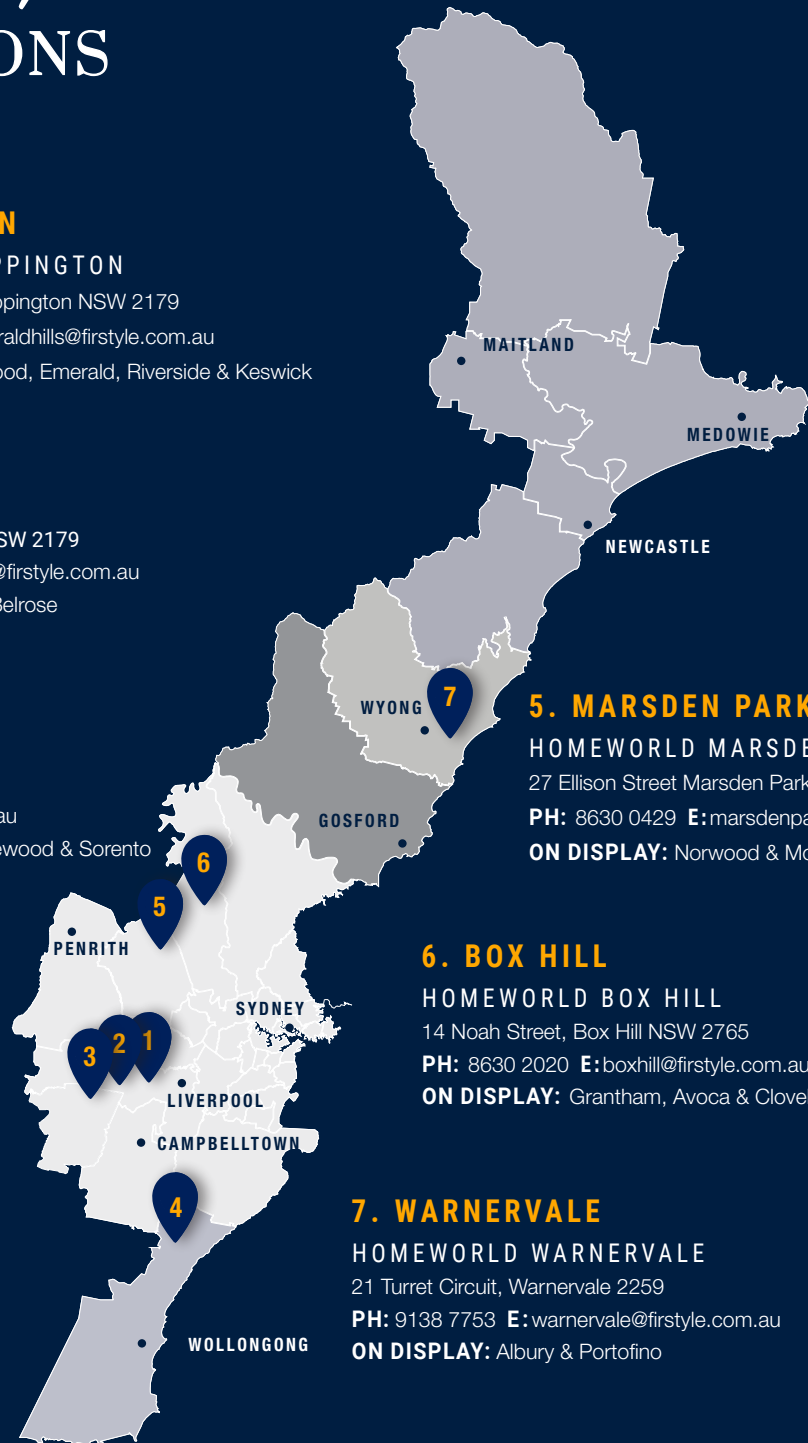 ONS
N
PPINGTON
ppington NSW 2179
raldhills@firstyle.com.au
ood, Emerald, Riverside & Keswick
MAITLAND
MEDOWIE
NEWCASTLE
SW 2179
@firstyle.com.au
Belrose
WYONG
7
5. MARSDEN PARK
HOMEWORLD MARSDE
27 Ellison Street Marsden Park
PH: 8630 0429 E:marsdenpa
ON DISPLAY: Norwood & Mo
au
ewood & Sorento
GOSFORD
6
5
PENRITH
SYDNEY
3
2
1
LIVERPOOL
CAMPBELLTOWN
4
WOLLONGONG
6. BOX HILL
HOMEWORLD BOX HILL
14 Noah Street, Box Hill NSW 2765
PH: 8630 2020 E:boxhill@firstyle.com.au
ON DISPLAY: Grantham, Avoca & Clovel
7. WARNERVALE
HOMEWORLD WARNERVALE
21 Turret Circuit, Warnervale 2259
PH: 9138 7753 E:warnervale@firstyle.com.au
ON DISPLAY: Albury & Portofino